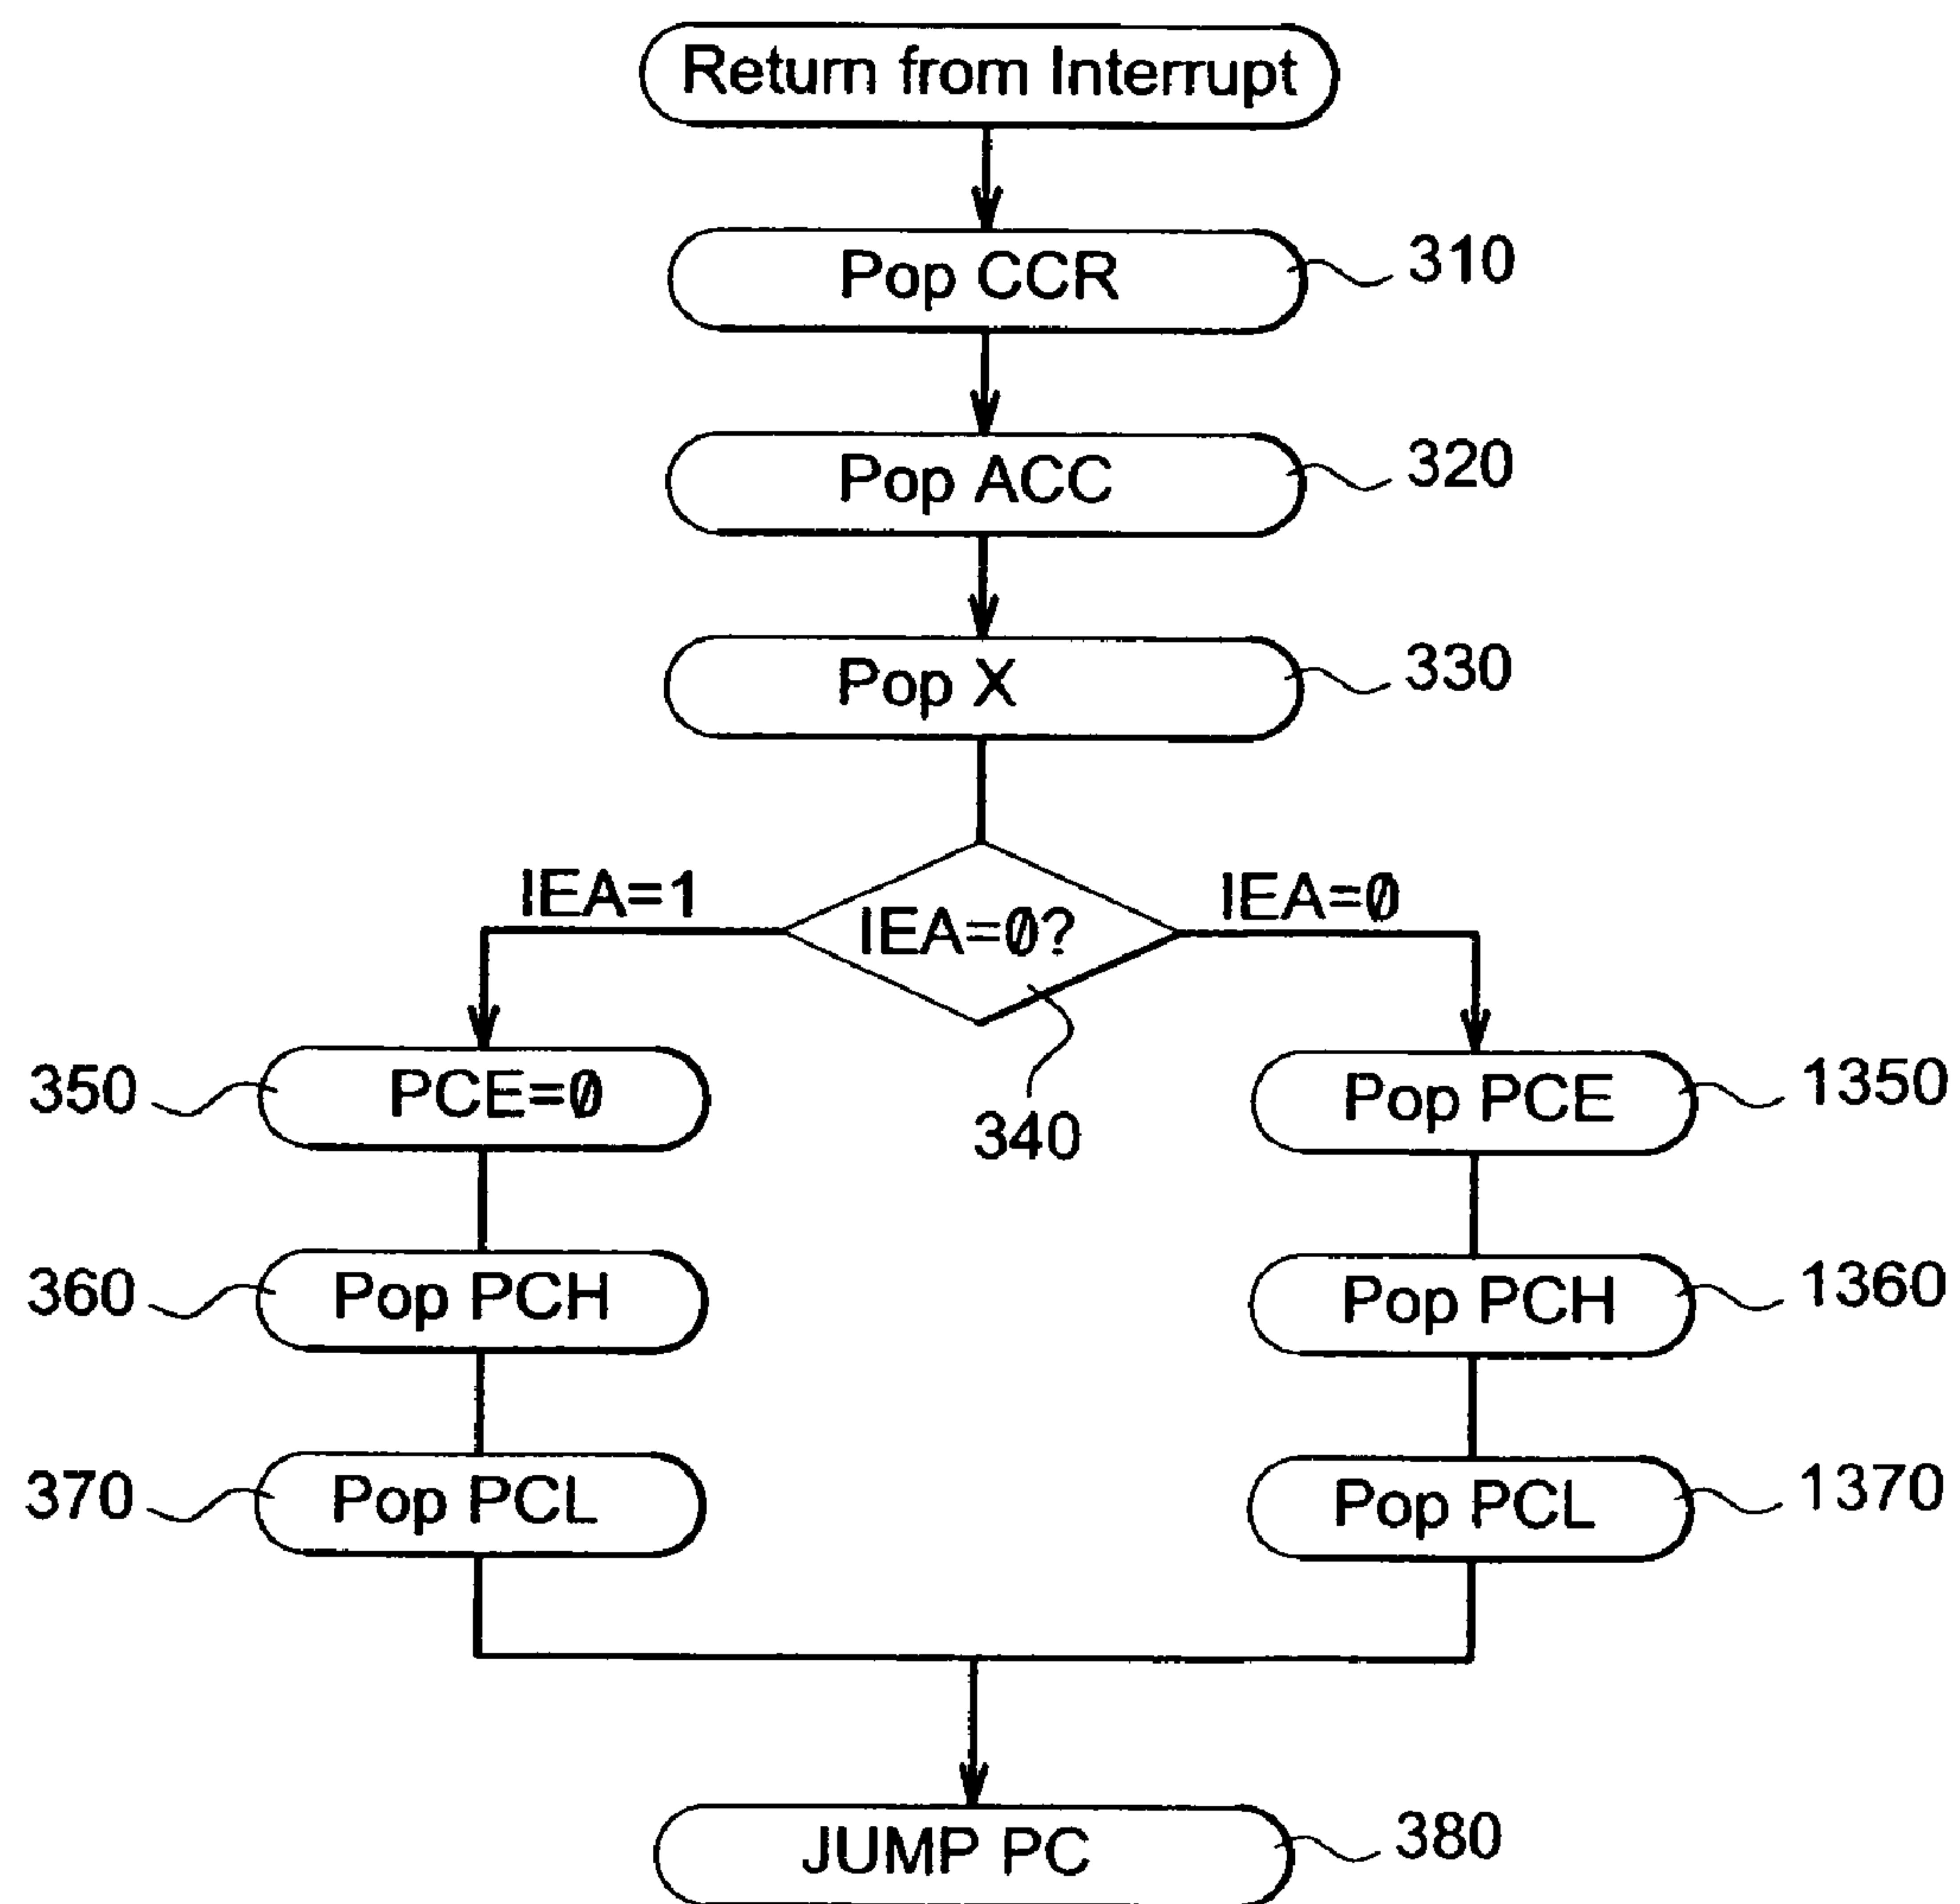 Return from Interrupt
Pop CCR
310
Pop ACC
320
Pop X
330
IEA=1
IEA=0?
IEA=0
340
350
PCE=0
Pop PCE
1350
360
Pop PCH
Pop PCH
1360
370
Pop PCL
Pop PCL
1370
JUMP PC
380